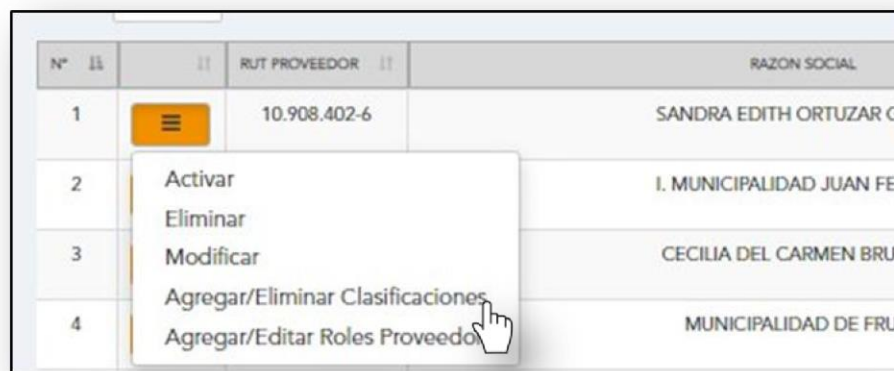 N° RUT PROVEEDOR RAZON SOCIAL
1 10.908.402-6 SANDRA EDITH ORTUZAR
2 I. MUNICIPALIDAD JUAN
3 CECILIA DEL CARMEN
4 MUNICIPALIDAD DE
Activar
Eliminar
Modificar
Agregar/Eliminar Clasificaciones
Agregar/Editar Roles